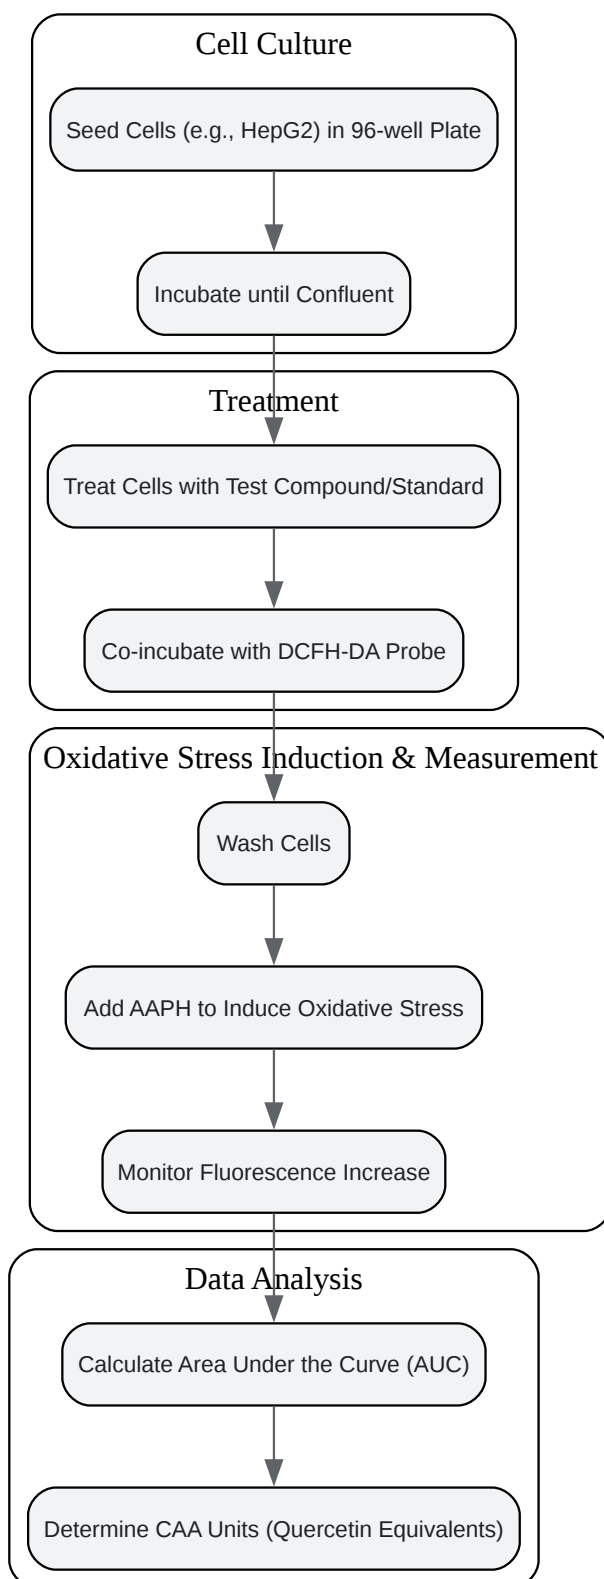 Cell Culture
Seed Cells (e.g., HepG2) in 96-well Plate
Incubate until Confluent
Treatment
Treat Cells with Test Compound/Standard
Co-incubate with DCFH-DA Probe
Oxidative Stress Induction & Measurement
Wash Cells
Add AAPH to Induce Oxidative Stress
Monitor Fluorescence Increase
Data Analysis
Calculate Area Under the Curve (AUC)
Determine CAA Units (Quercetin Equivalents)